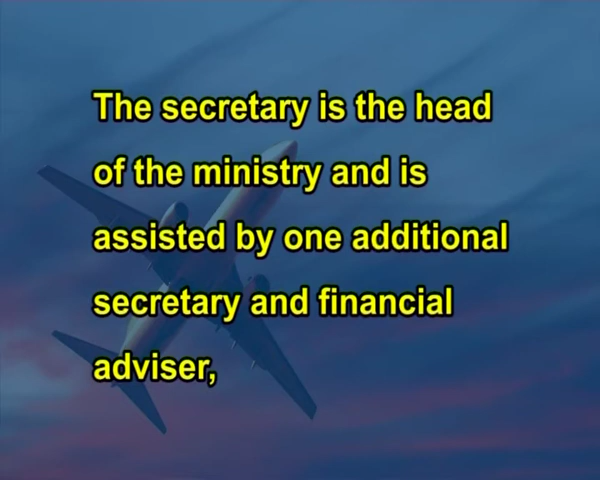 The secretary is the head
of the ministry and is
assisted by one additional
secretary and financial
adviser,